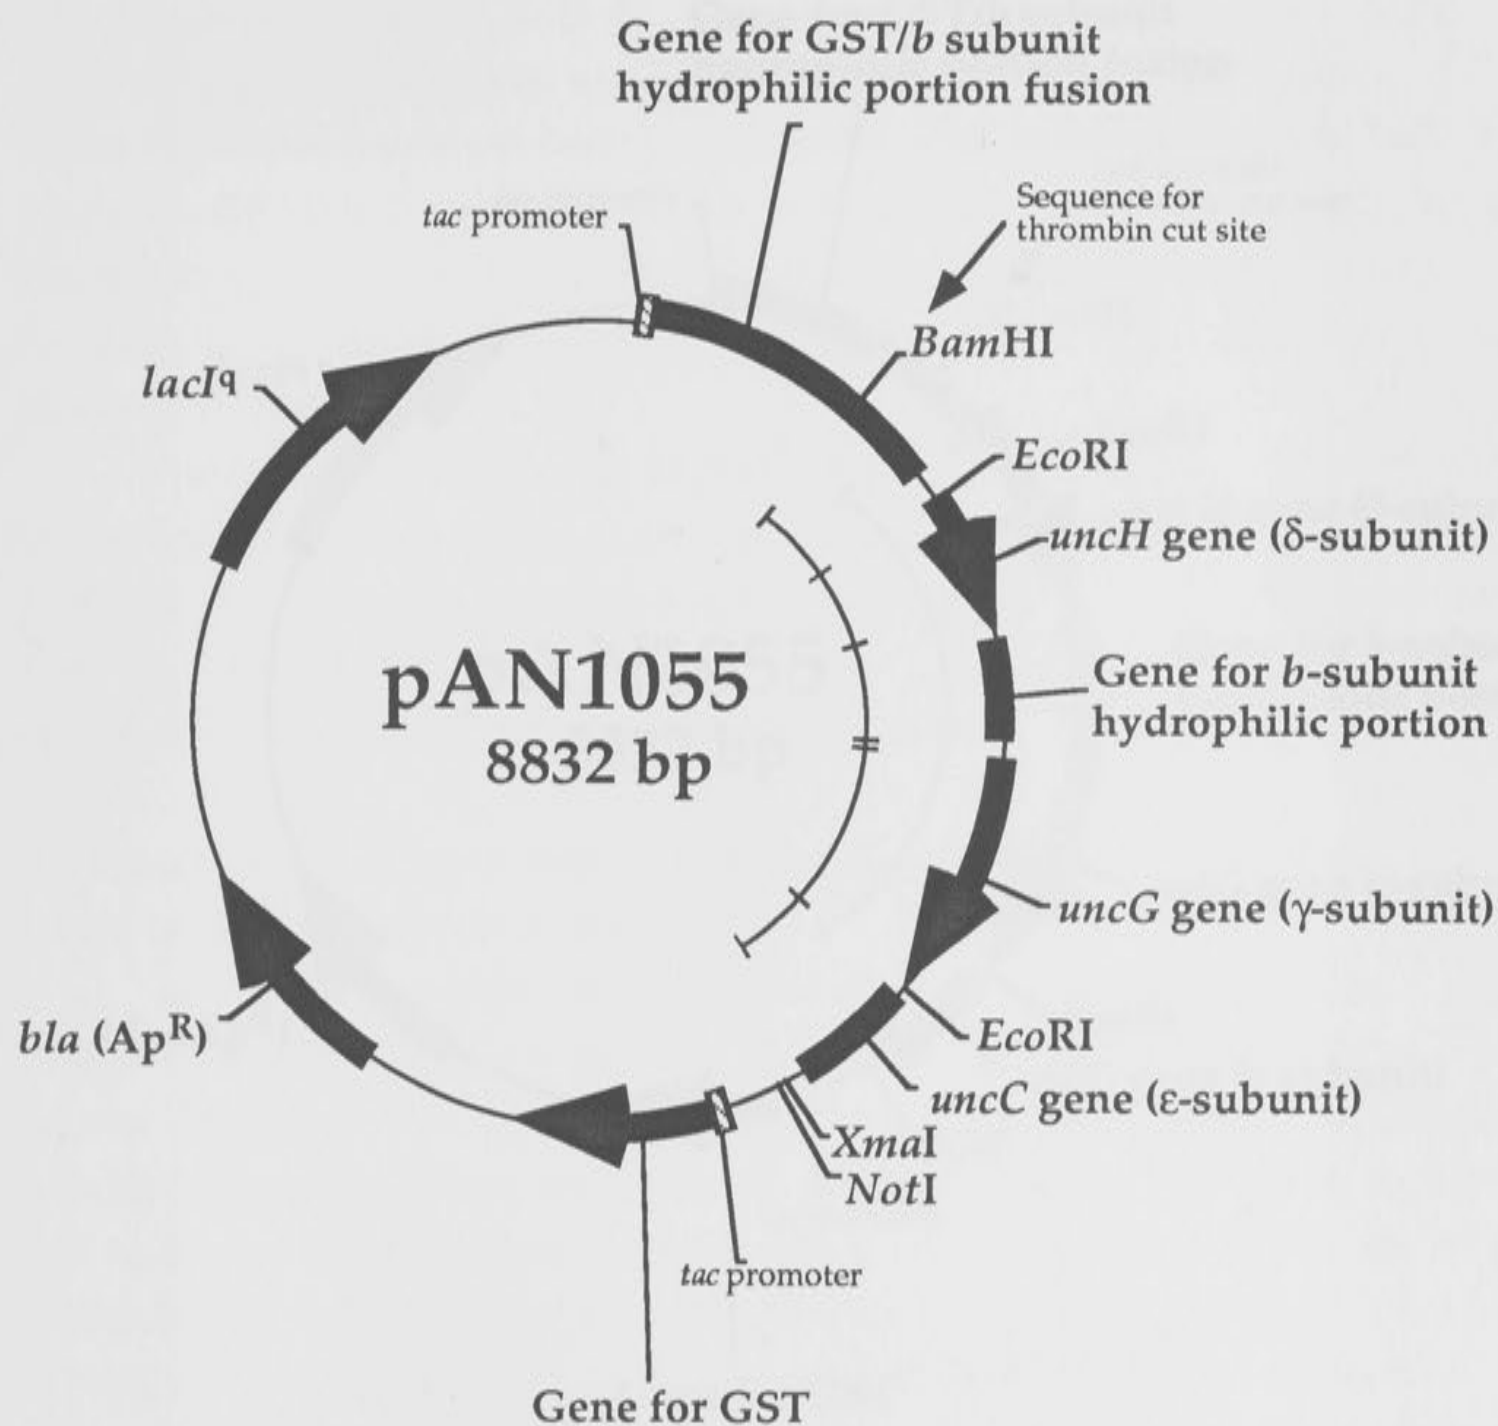 Gene for GST/b subunit
hydrophilic portion fusion
Sequence for
thrombin cut site
tac promoter
BamHI
lacIq
EcoRI
uncH gene (δ-subunit)
pAN1055
8832 bp
Gene for b-subunit
hydrophilic portion
uncG gene (γ-subunit)
bla (ApR)
EcoRI
uncC gene (ε-subunit)
XmaI
NotI
tac promoter
Gene for GST